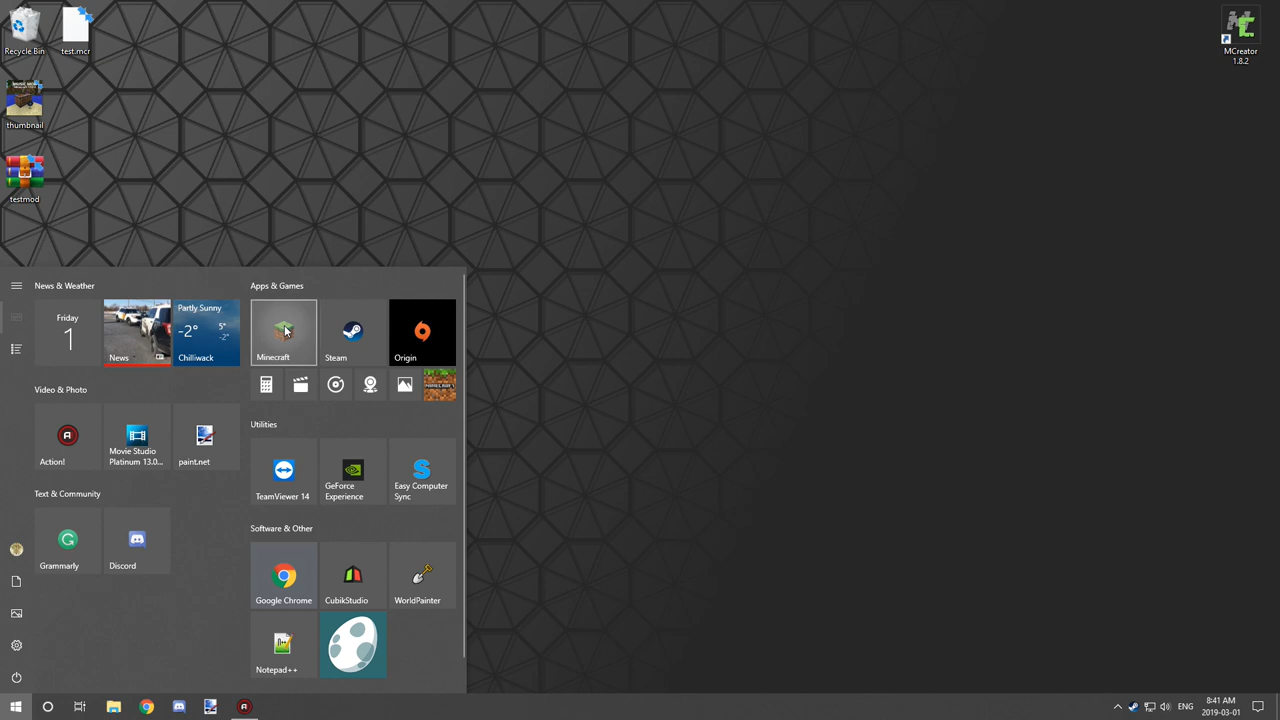 Recycle Bin
test.mcr
thumbnail
testmod
MCreator
1.8.2
News & Weather
Friday
1
News
Partly Sunny
-2°
5°
-2°
Chilliwack
Video & Photo
Action!
Movie Studio
Platinum 13.0...
paint.net
Text & Community
Grammarly
Discord
Apps & Games
Minecraft
Steam
Origin
Utilities
TeamViewer 14
GeForce
Experience
Easy Computer
Sync
Software & Other
Google Chrome
CubikStudio
WorldPainter
Notepad++
ENG
8:41 AM
2019-03-01